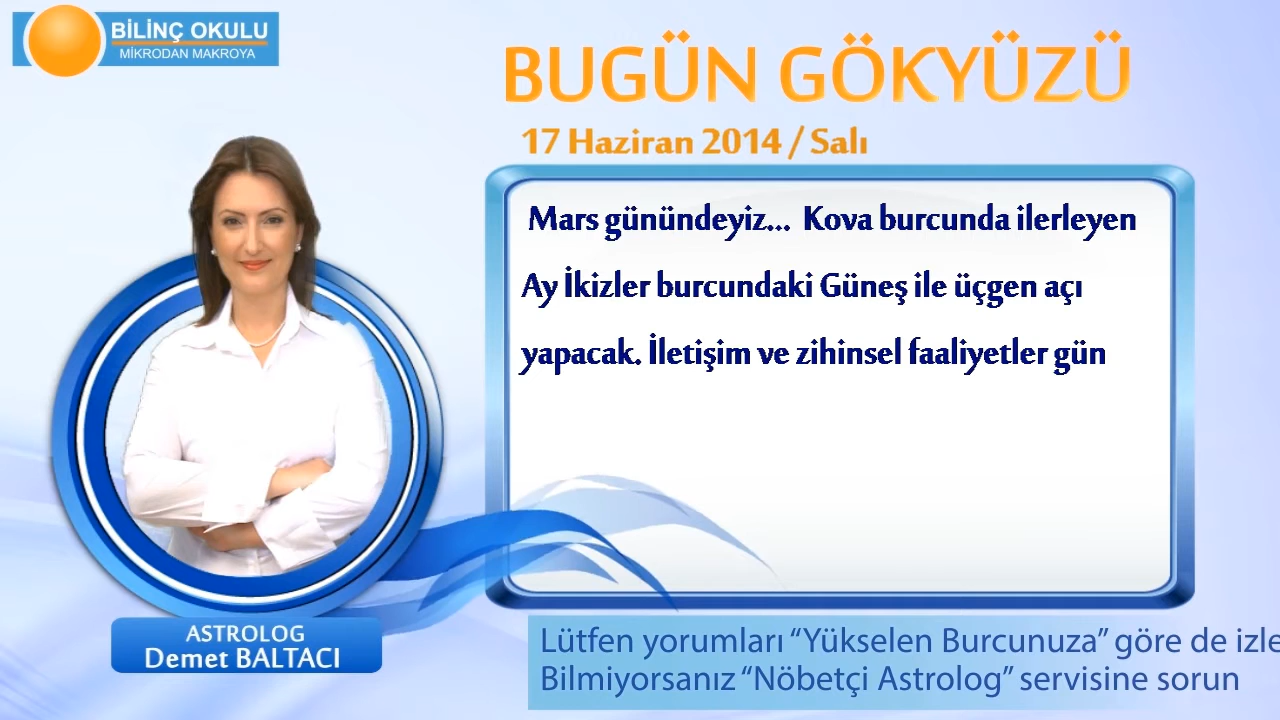 BİLİNÇ OKULU
MİKRODAN MAKROYA
BUGÜN GÖKYÜZÜ
17 Haziran 2014 / Salı
Mars günündeyiz... Kova burcunda ilerleyen
Ay İkizler burcundaki Güneş ile üçgen açı
yapacak. İletişim ve zihinsel faaliyetler gün
ASTROLOG
Demet BALTACI
Lütfen yorumları “Yükselen Burcunuza” göre de izle
Bilmiyorsanız “Nöbetçi Astrolog” servisine sorun